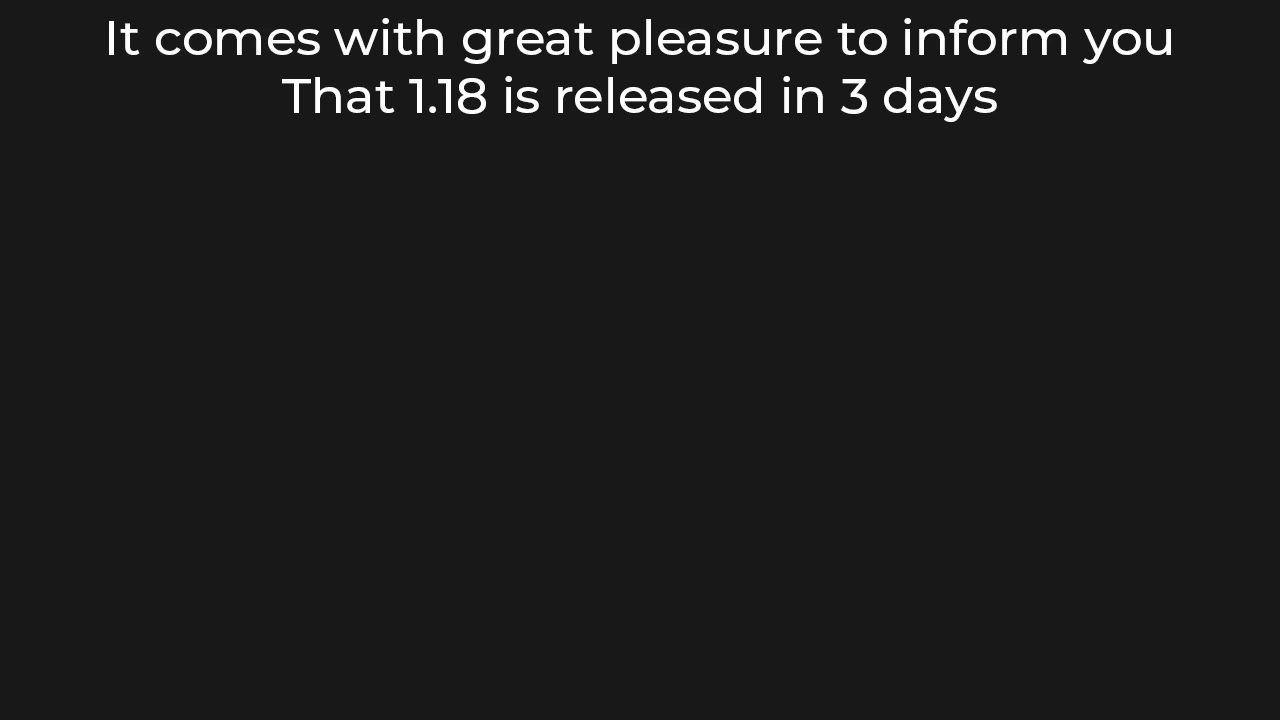 It comes with great pleasure to inform you
That 1.18 is released in 3 days